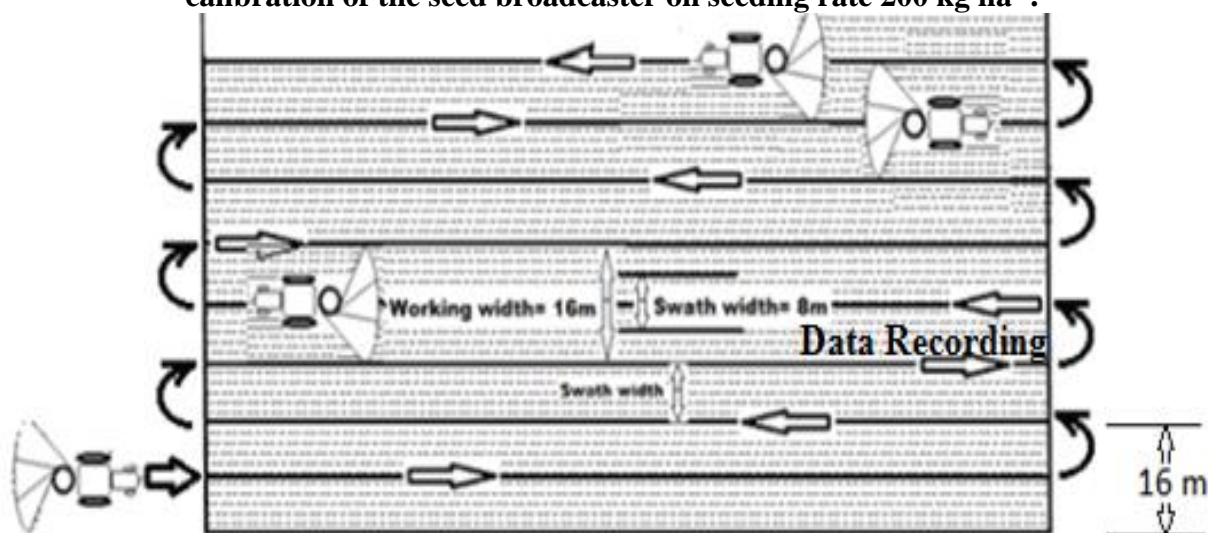 calibration of the seed broadcaster on seeding rate 200 kg ha⁻¹.
Working width= 16m
Swath width= 8m
Data Recording
Swath width
16 m